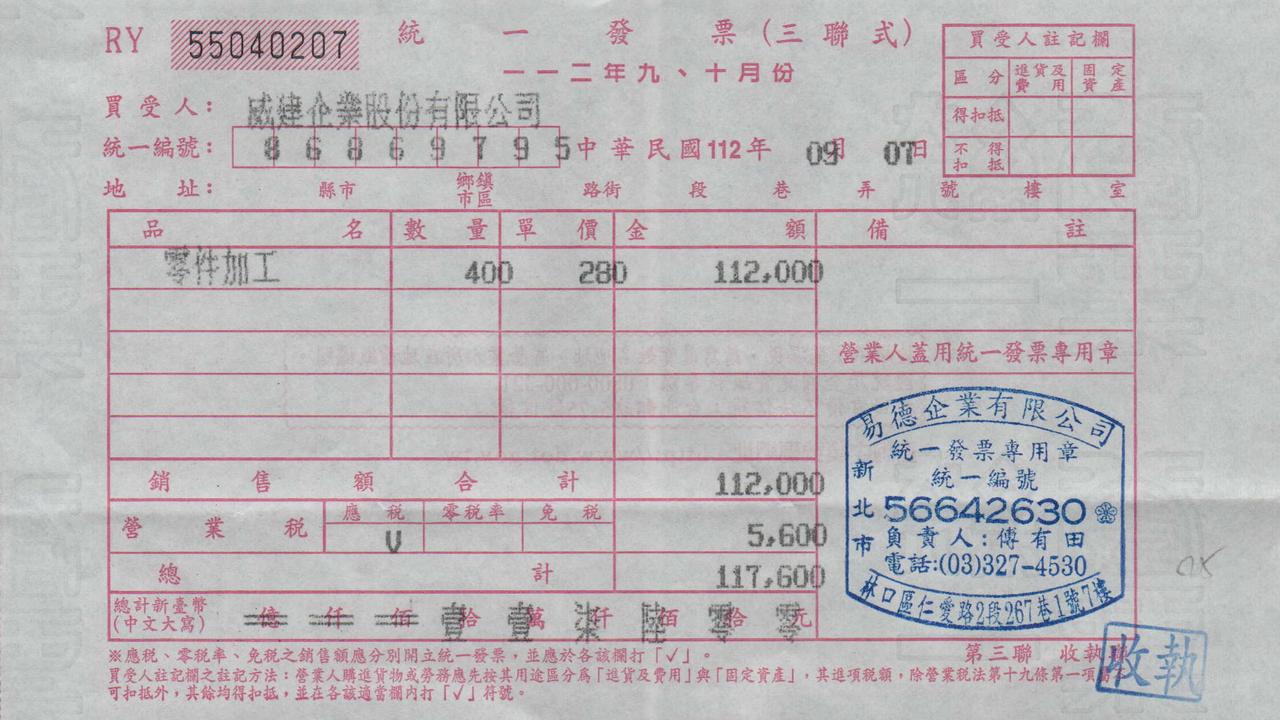 RY 55040207 統一發票(三聯式)
一一二年九、十月份
買受人: 威建企業股份有限公司
統一編號: 86869795 中華民國112年 09月 07日
地址: 縣市 鄉鎮市區 路街 段 巷 弄 號 樓 室
買受人註記欄
區分 進貨及費用 固定資產
得扣抵
不得扣抵
品名 數量 單價 金額 備註
零件加工 400 280 112,000
營業人蓋用統一發票專用章
銷售額合計 112,000
營業稅 應稅 零稅率 免稅
V 5,600
總計 117,600
總計新臺幣(中文大寫) 億 仟 佰 壹拾 壹萬 柒仟 陸佰 零拾 零元
易德企業有限公司
統一發票專用章
統一編號
56642630
新北市
負責人:傅有田
電話:(03)327-4530
林口區仁愛路2段267巷1號7樓
※應稅、零稅率、免稅之銷售額應分別開立統一發票,並應於各該欄打「√」。
第三聯 收執聯
收執
買受人註記欄之註記方法:營業人購進貨物或勞務應先按其用途區分為「進貨及費用」與「固定資產」,其進項稅額,除營業稅法第十九條第一項
可扣抵外,其餘均得扣抵,並在各該適當欄內打「√」符號。